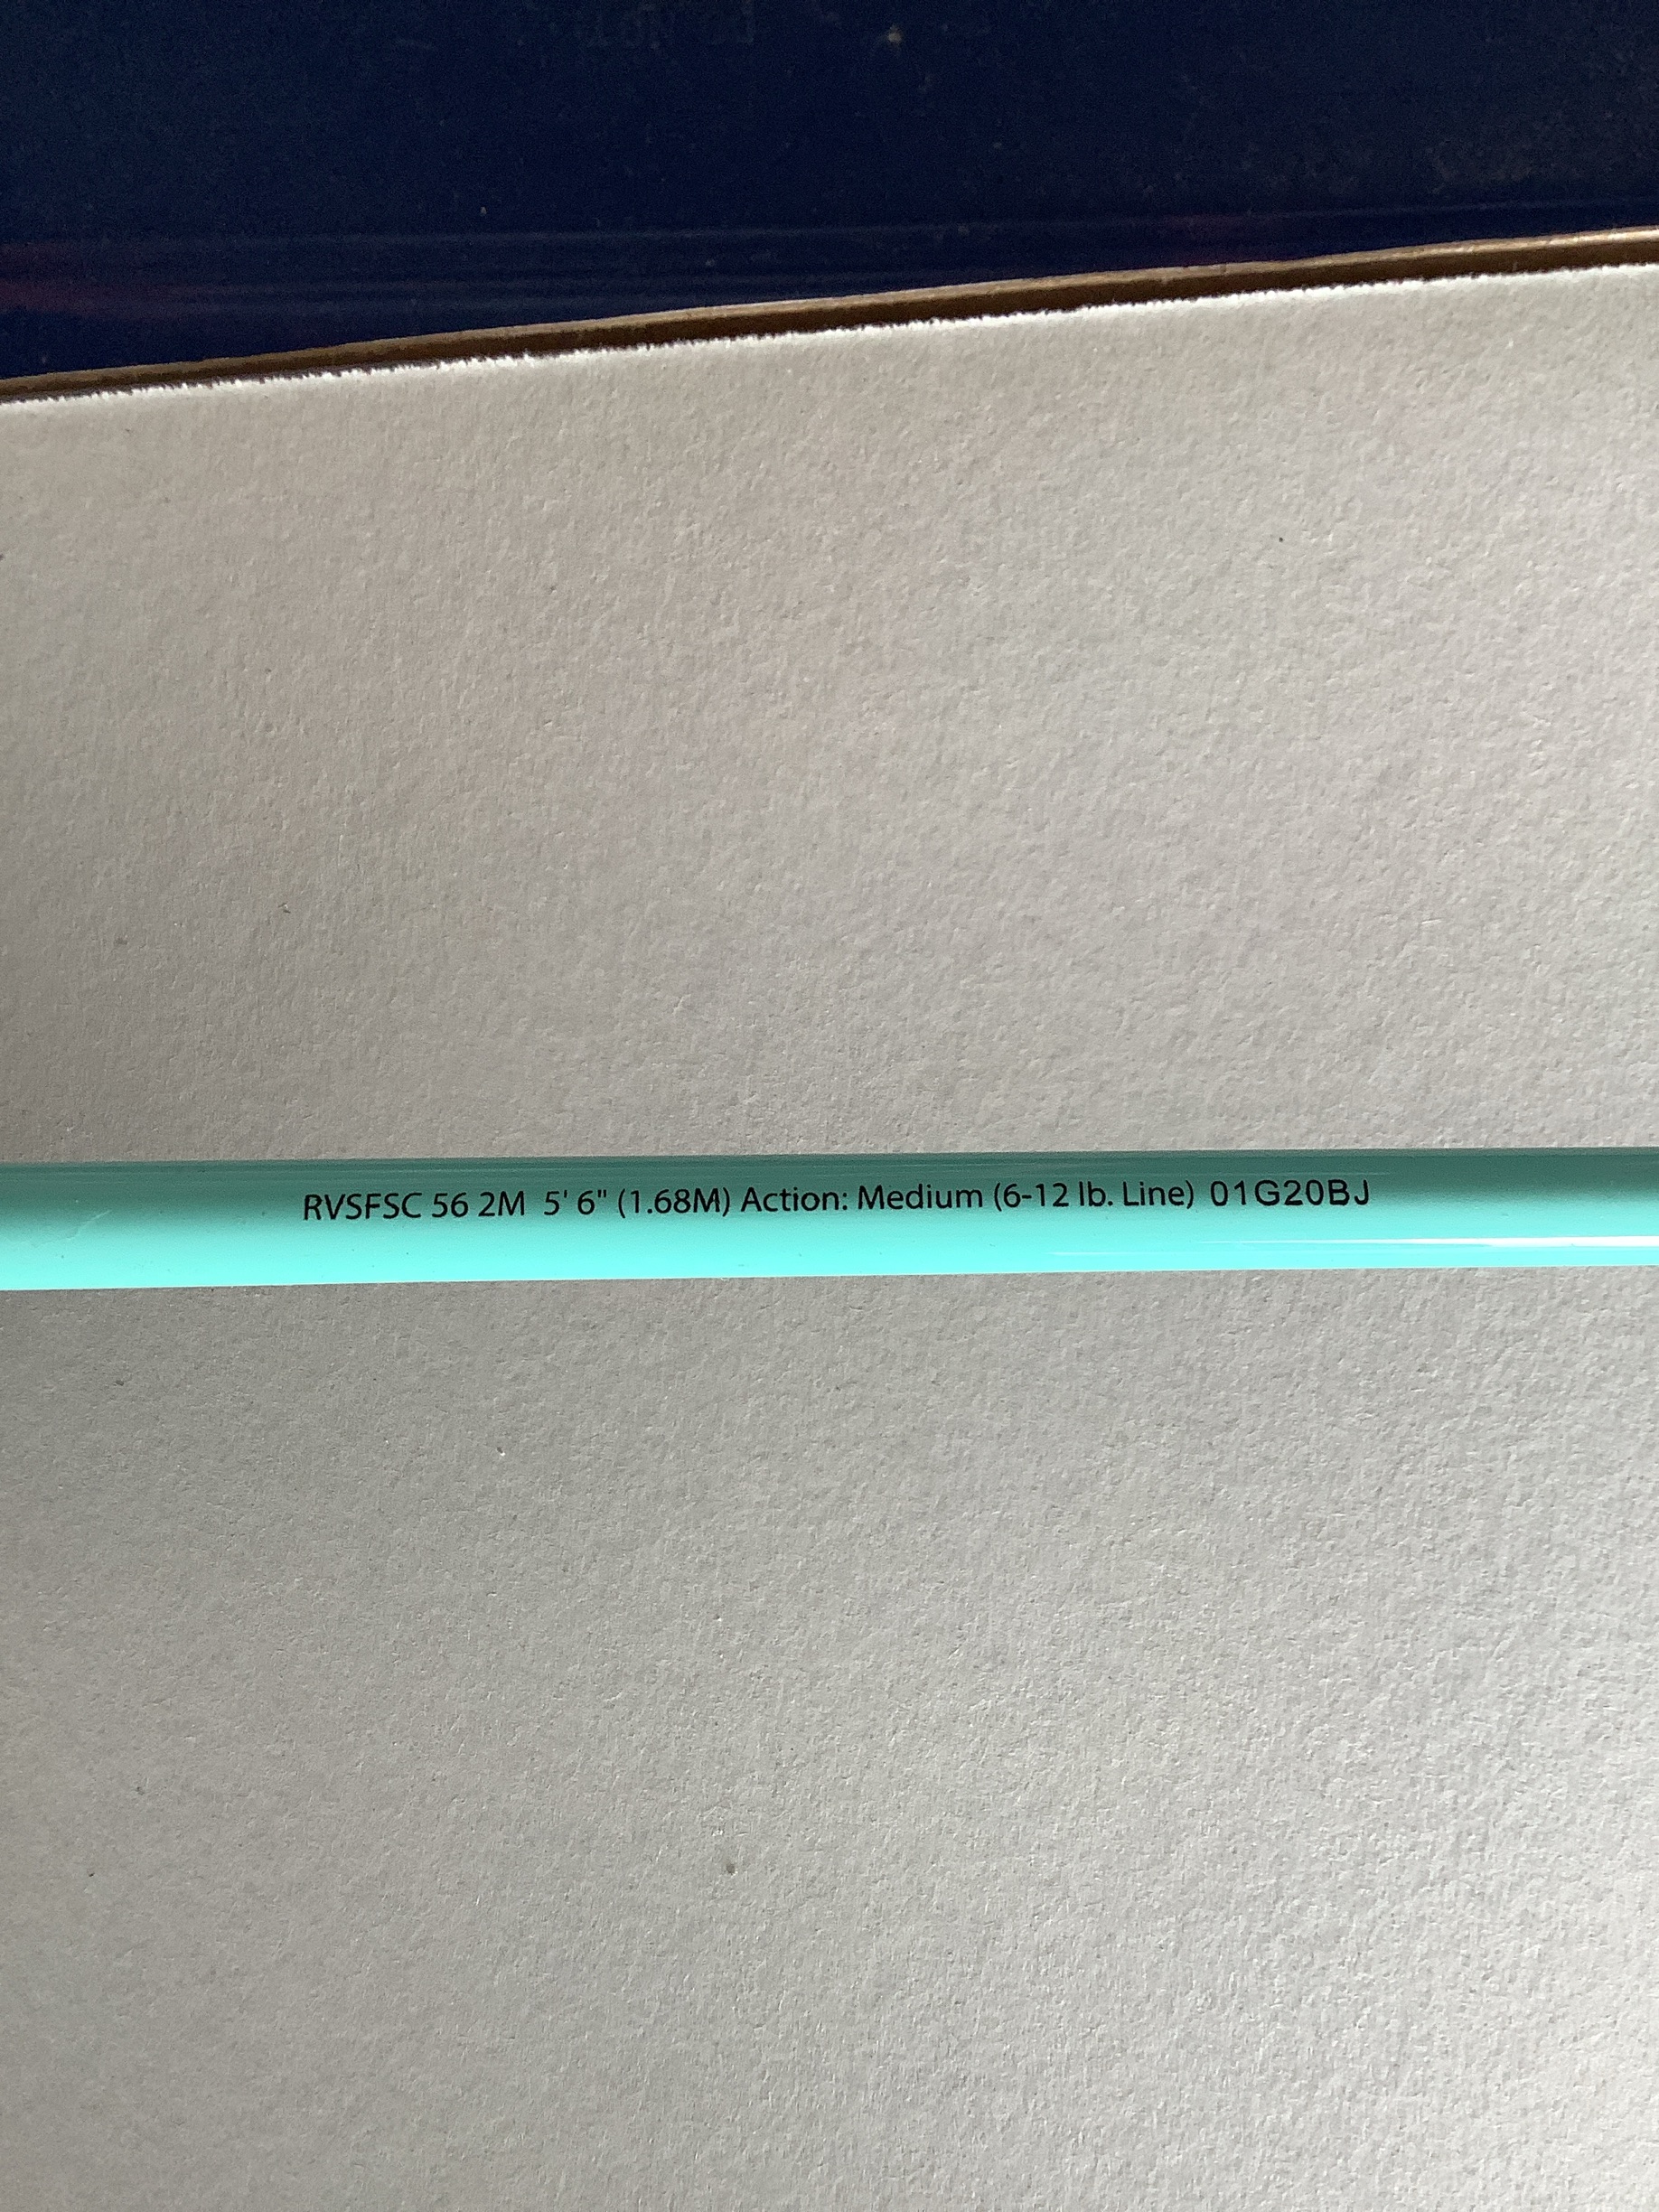 RVSFSC 56 2M 5' 6" (1.68M) Action: Medium (6-12 lb. Line) 01G20BJ